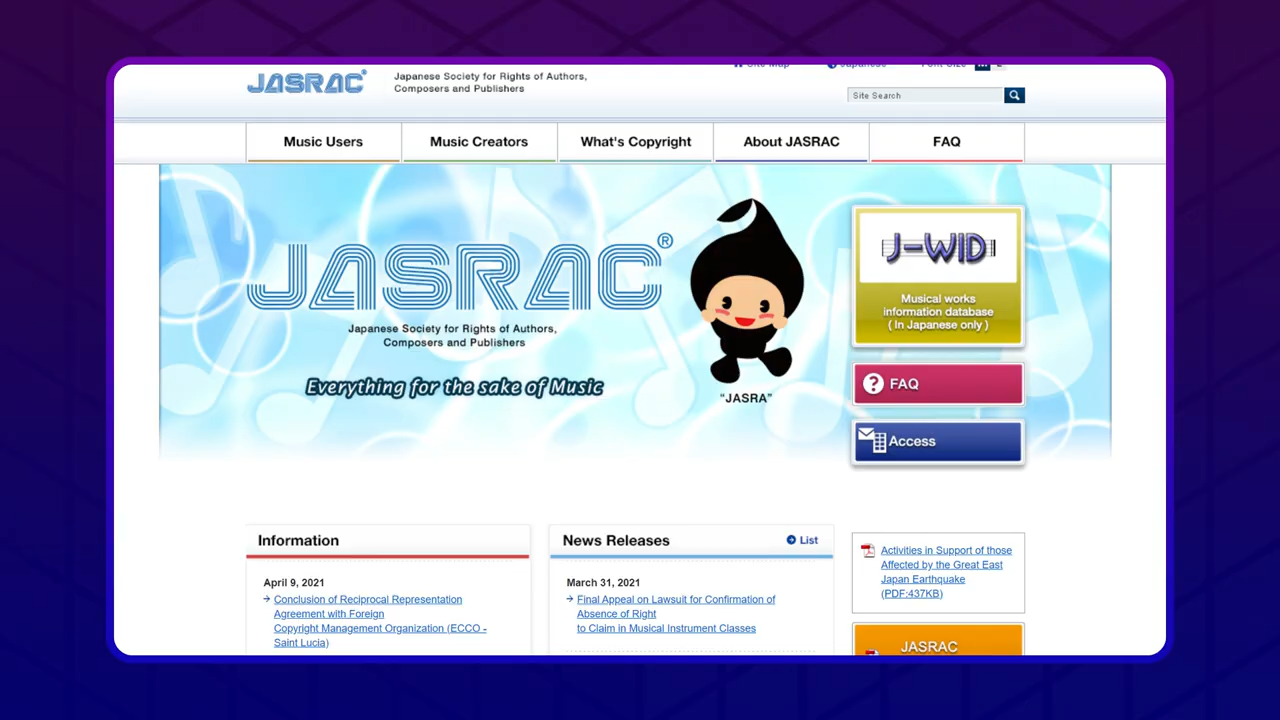 Site Map
Japanese
Font Size
JASRAC®
Japanese Society for Rights of Authors,
Composers and Publishers
Site Search
Music Users
Music Creators
What's Copyright
About JASRAC
FAQ
JASRAC®
Japanese Society for Rights of Authors,
Composers and Publishers
Everything for the sake of Music
"JASRA"
J-WID
Musical works
information database
( In Japanese only )
? FAQ
Access
Information
April 9, 2021
Conclusion of Reciprocal Representation
Agreement with Foreign
Copyright Management Organization (ECCO -
Saint Lucia)
News Releases
List
March 31, 2021
Final Appeal on Lawsuit for Confirmation of
Absence of Right
to Claim in Musical Instrument Classes
Activities in Support of those
Affected by the Great East
Japan Earthquake
(PDF:437KB)
JASRAC